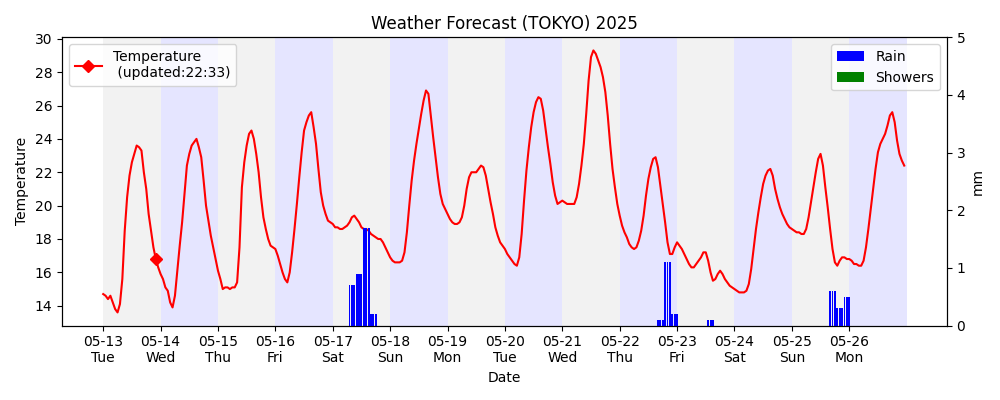 Weather Forecast (TOKYO) 2025
Temperature
(updated:22:33)
Rain
Showers
Temperature
30
28
26
24
22
20
18
16
14
5
4
3
2
1
0
mm
05-13 05-14 05-15 05-16 05-17 05-18 05-19 05-20 05-21 05-22 05-23 05-24 05-25 05-26
Tue Wed Thu Fri Sat Sun Mon Tue Wed Thu Fri Sat Sun Mon
Date